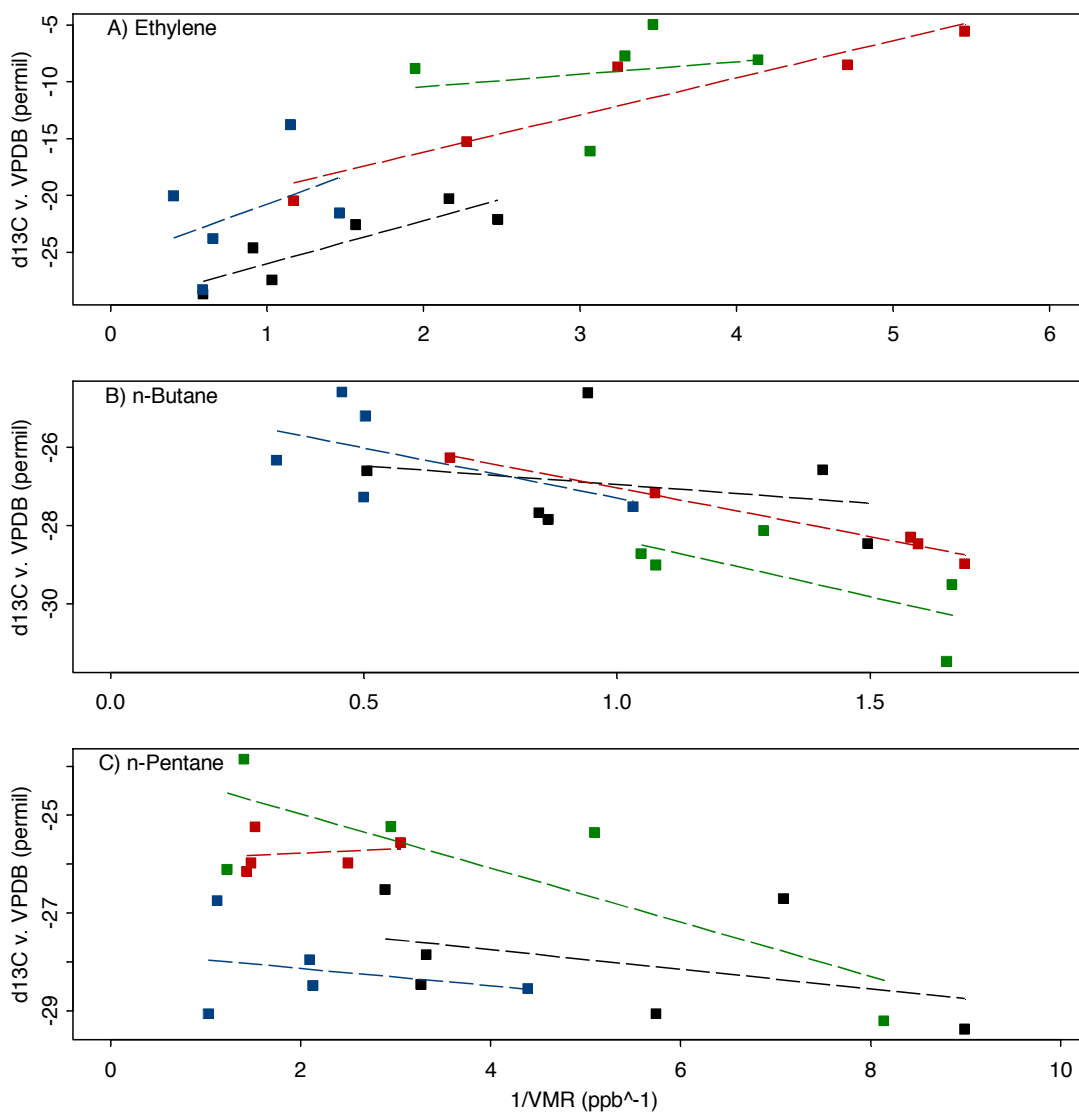 A) Ethylene
d13C v. VPDB (permil)
-5
-10
-15
-20
-25
0 1 2 3 4 5 6
B) n-Butane
d13C v. VPDB (permil)
-26
-28
-30
0.0 0.5 1.0 1.5
C) n-Pentane
d13C v. VPDB (permil)
-25
-27
-29
0 2 4 6 8 10
1/VMR (ppb^-1)